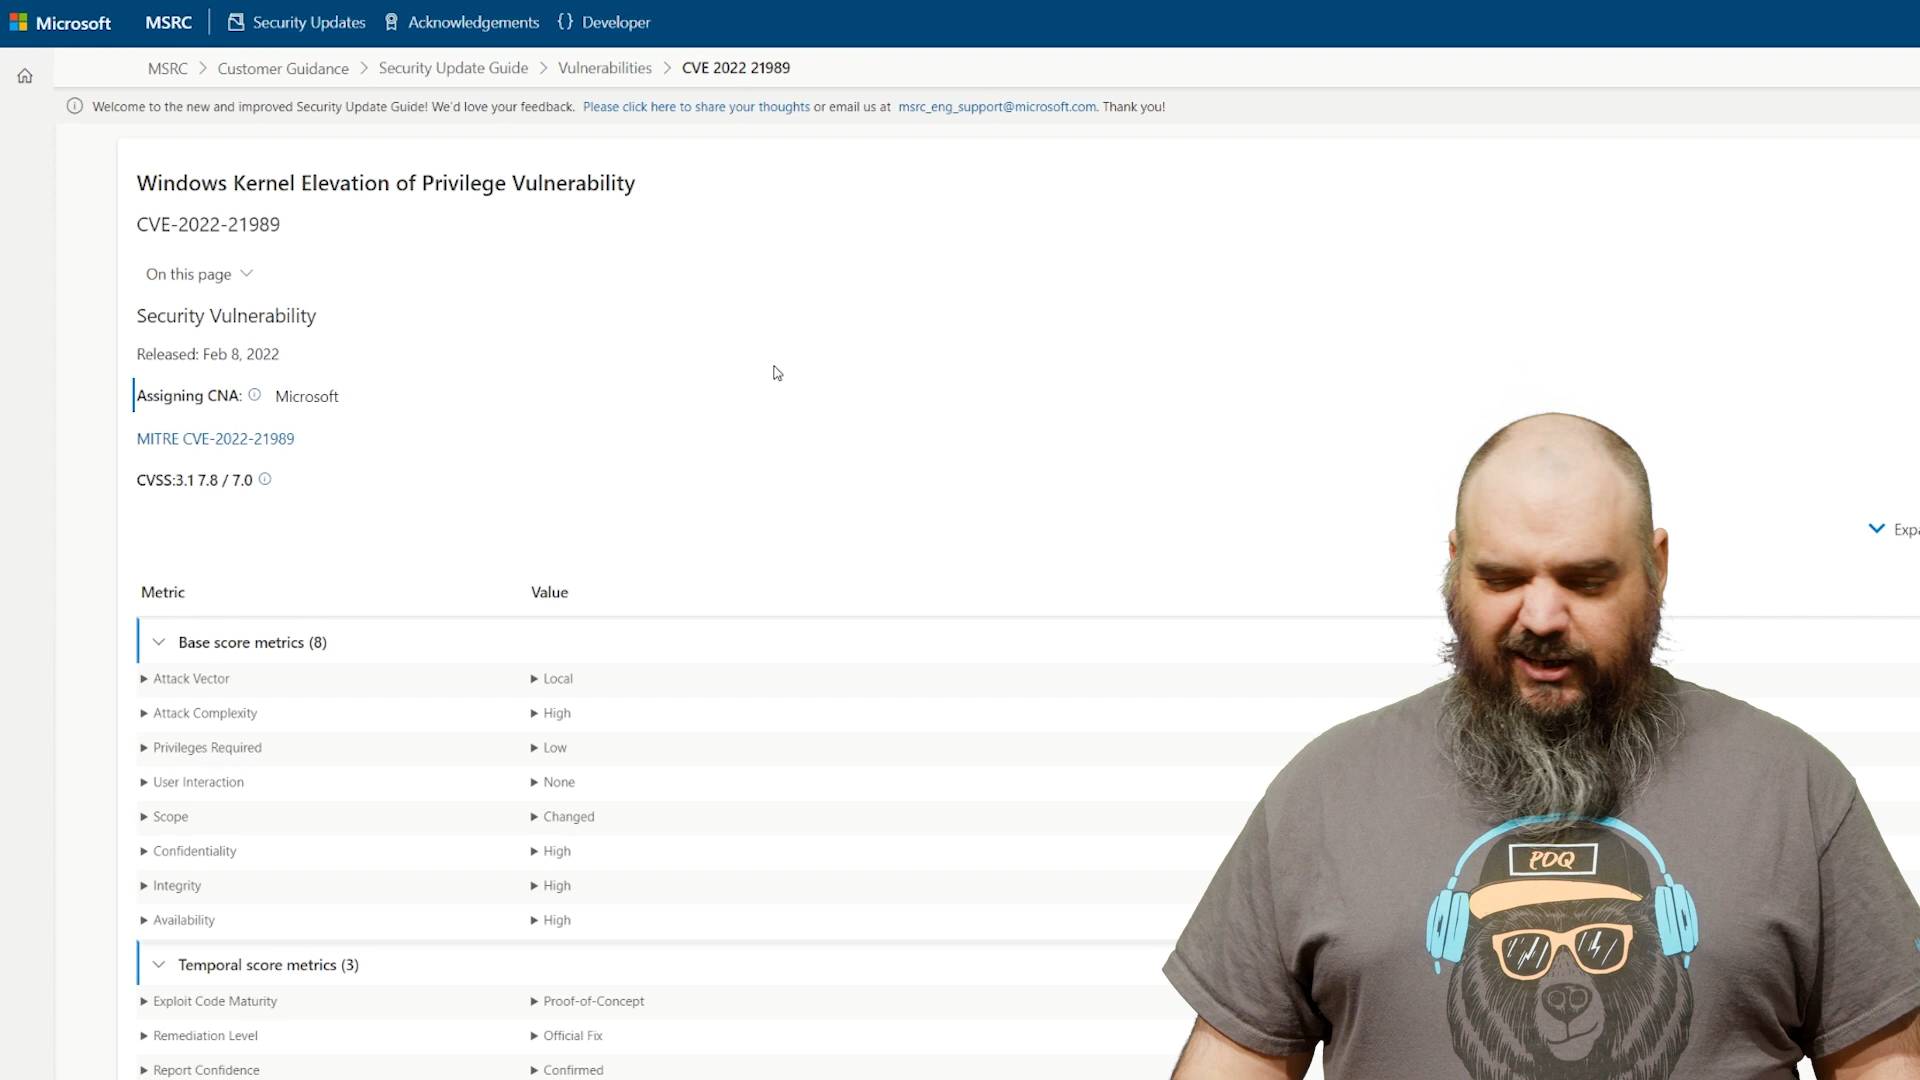 Microsoft MSRC Security Updates Acknowledgements {} Developer
MSRC > Customer Guidance > Security Update Guide > Vulnerabilities > CVE 2022 21989
Welcome to the new and improved Security Update Guide! We'd love your feedback. Please click here to share your thoughts or email us at msrc_eng_support@microsoft.com. Thank you!
Windows Kernel Elevation of Privilege Vulnerability
CVE-2022-21989
On this page
Security Vulnerability
Released: Feb 8, 2022
Assigning CNA: Microsoft
MITRE CVE-2022-21989
CVSS:3.1 7.8 / 7.0
Metric Value
Base score metrics (8)
Attack Vector Local
Attack Complexity High
Privileges Required Low
User Interaction None
Scope Changed
Confidentiality High
Integrity High
Availability High
Temporal score metrics (3)
Exploit Code Maturity Proof-of-Concept
Remediation Level Official Fix
Report Confidence Confirmed
PDQ